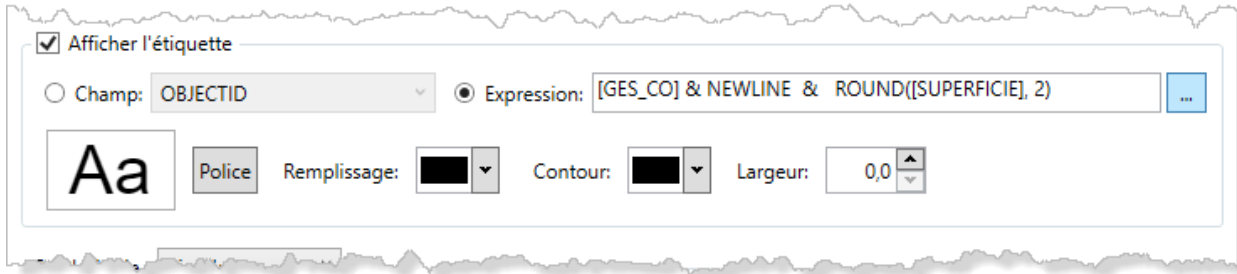 Afficher l'étiquette
Champ: OBJECTID Expression: [GES_CO] & NEWLINE & ROUND([SUPERFICIE], 2) ...
Aa Police Remplissage: Contour: Largeur: 0,0